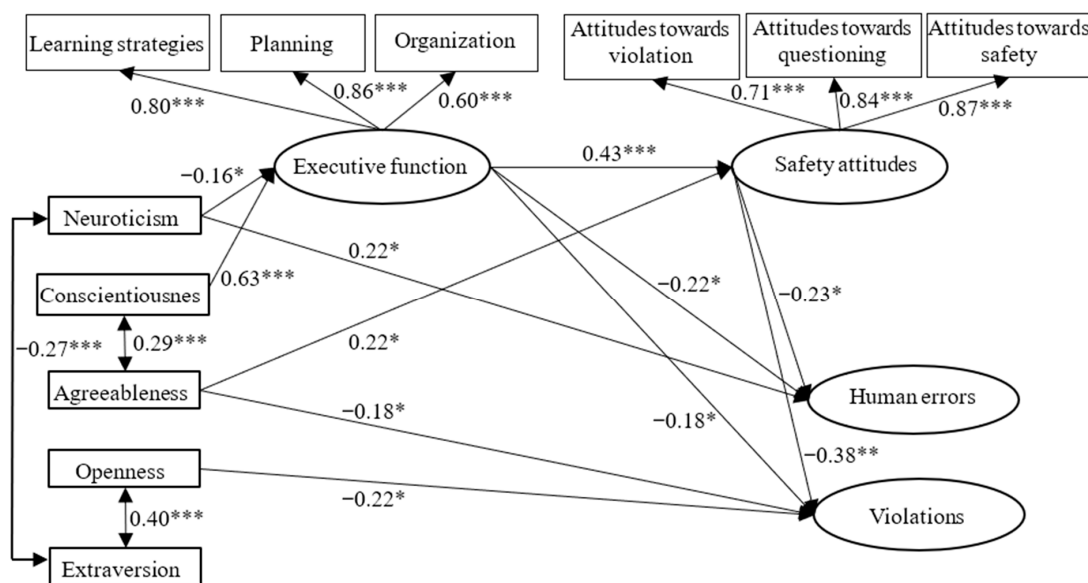 Learning strategies
Planning
Organization
Attitudes towards
violation
Attitudes towards
questioning
Attitudes towards
safety
0.80***
0.86***
0.60***
0.71***
0.84***
0.87***
Executive function
0.43***
Safety attitudes
−0.16*
Neuroticism
0.22*
0.63***
Conscientiousnes
−0.22*
−0.23*
−0.27***
0.29***
0.22*
Agreeableness
−0.18*
−0.18*
Human errors
−0.38**
Openness
−0.22*
Violations
0.40***
Extraversion